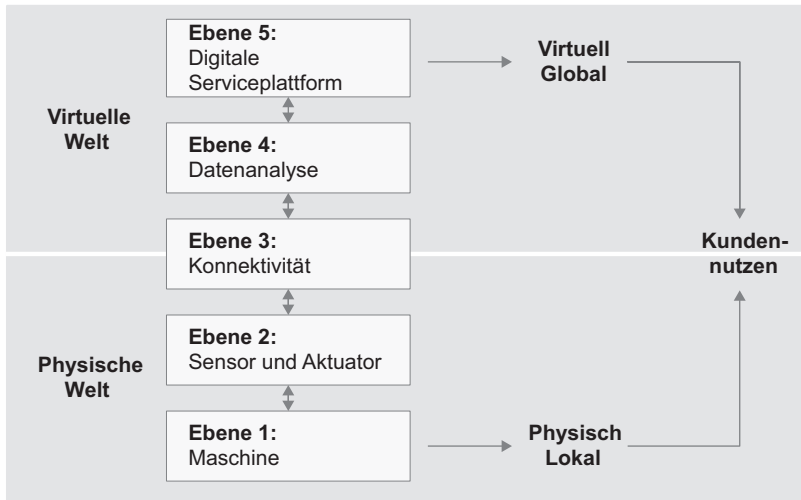 Ebene 5:
Digitale
Serviceplattform
Virtuell
Global
Virtuelle
Welt
Ebene 4:
Datenanalyse
Ebene 3:
Konnektivität
Kunden-
nutzen
Ebene 2:
Sensor und Aktuator
Physische
Welt
Ebene 1:
Maschine
Physisch
Lokal